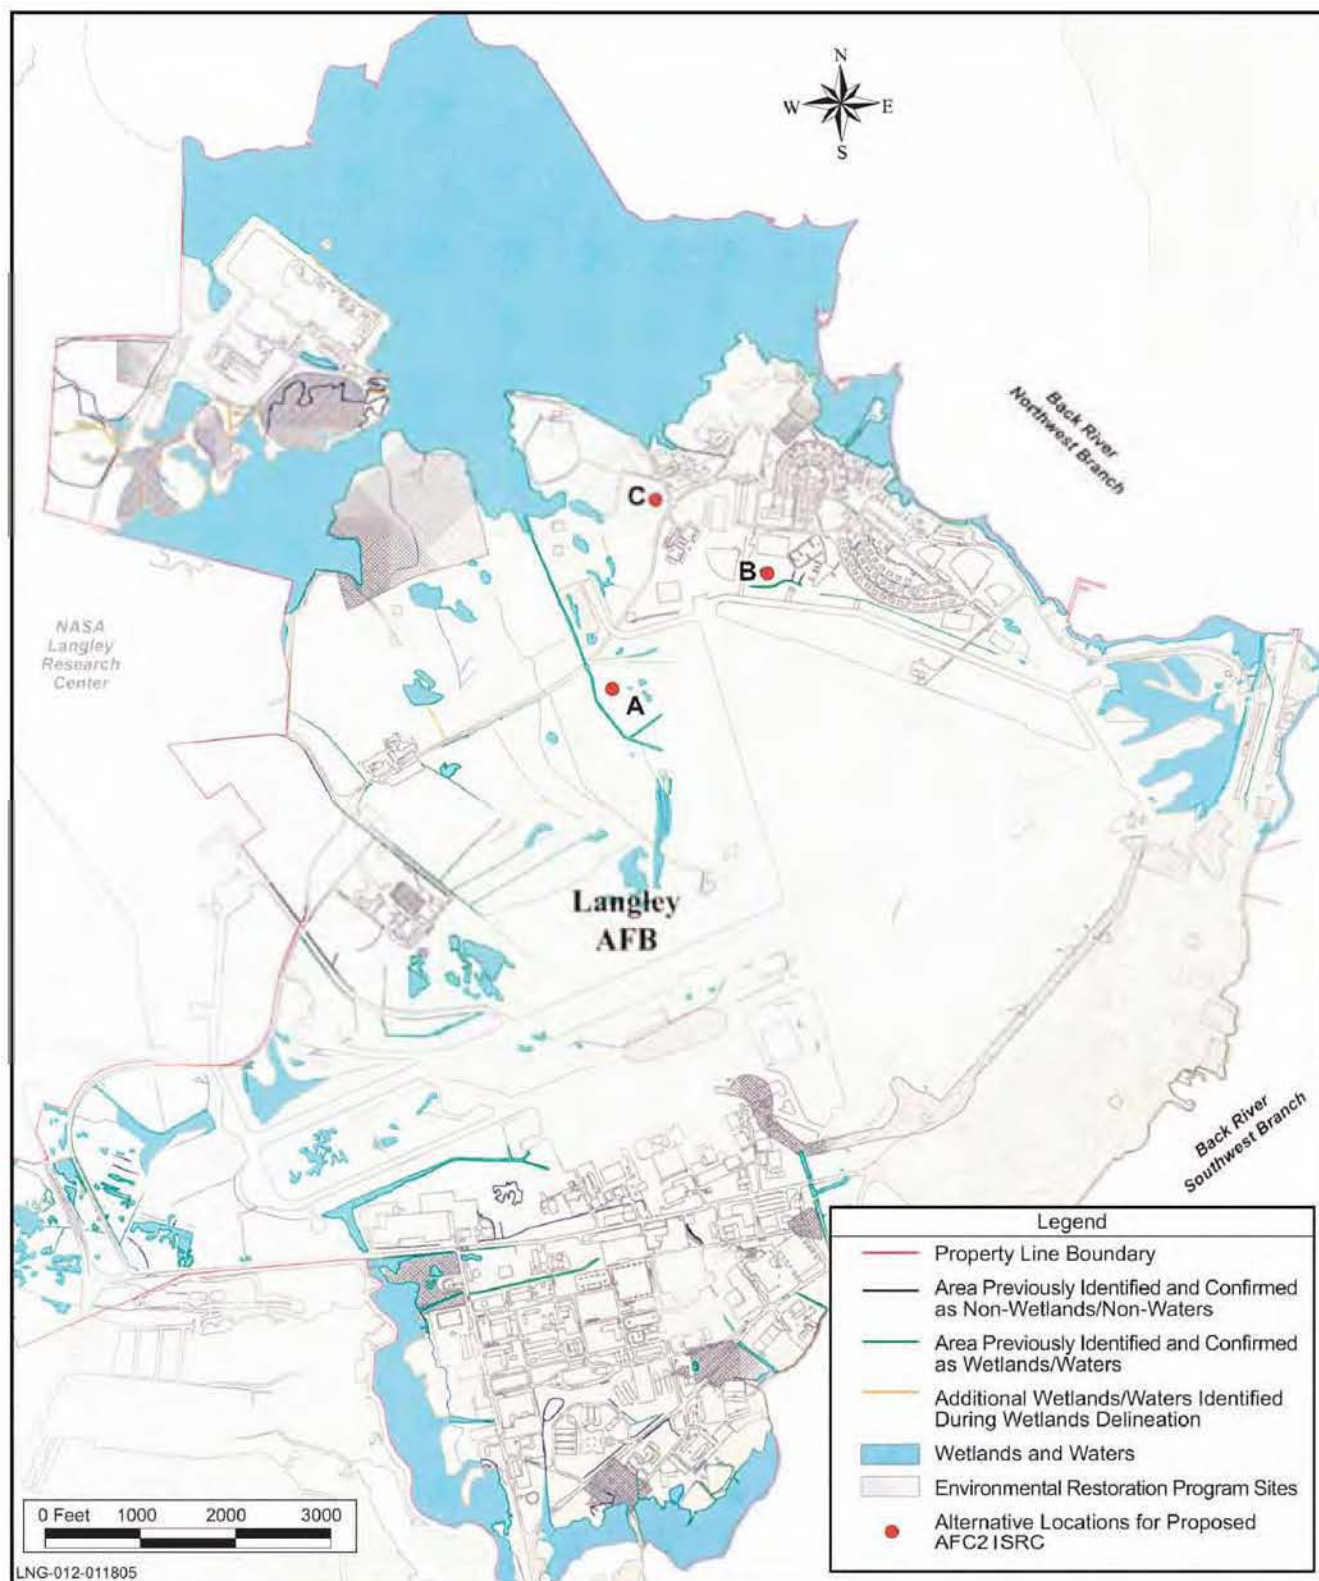 N
W E
S
Back River
Northwest Branch
C
B
NASA
Langley
Research
Center
A
Langley
AFB
Back River
Southwest Branch
Legend
Property Line Boundary
Area Previously Identified and Confirmed
as Non-Wetlands/Non-Waters
Area Previously Identified and Confirmed
as Wetlands/Waters
Additional Wetlands/Waters Identified
During Wetlands Delineation
Wetlands and Waters
Environmental Restoration Program Sites
Alternative Locations for Proposed
AFC2ISRC
0 Feet 1000 2000 3000
LNG-012-011805